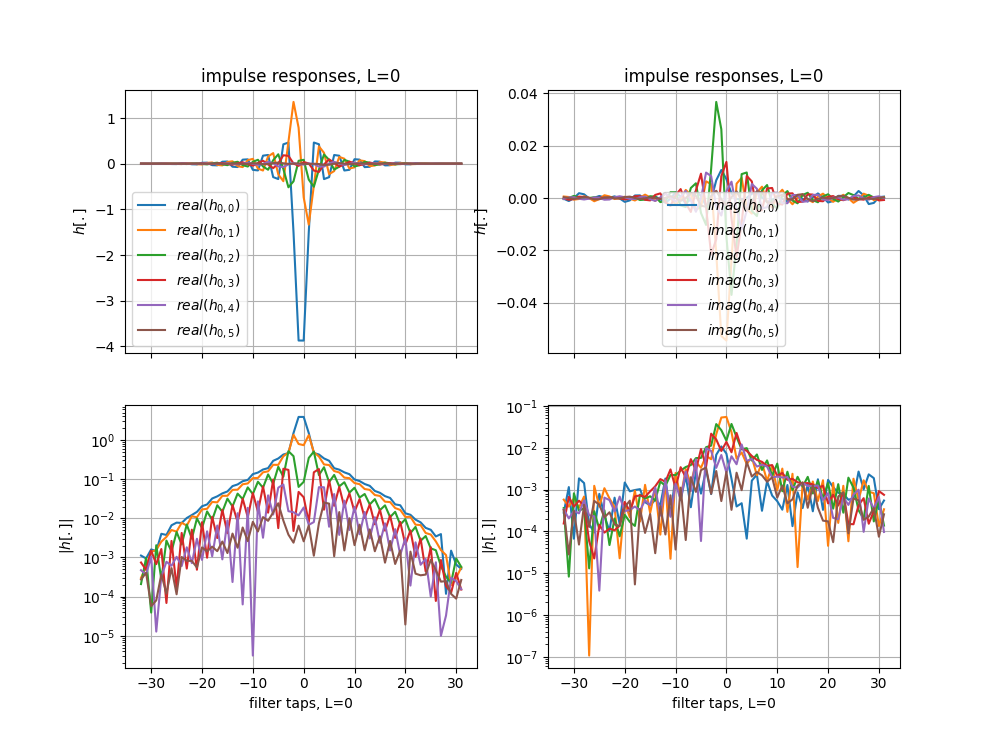 impulse responses, L=0
impulse responses, L=0
1
0
−1
−2
−3
−4
h[.]
real(h0,0)
real(h0,1)
real(h0,2)
real(h0,3)
real(h0,4)
real(h0,5)
0.04
0.02
0.00
−0.02
−0.04
h[.]
imag(h0,0)
imag(h0,1)
imag(h0,2)
imag(h0,3)
imag(h0,4)
imag(h0,5)
10^0
10^−1
10^−2
10^−3
10^−4
10^−5
|h[.]|
−30 −20 −10 0 10 20 30
filter taps, L=0
10^−1
10^−2
10^−3
10^−4
10^−5
10^−6
10^−7
|h[.]|
−30 −20 −10 0 10 20 30
filter taps, L=0